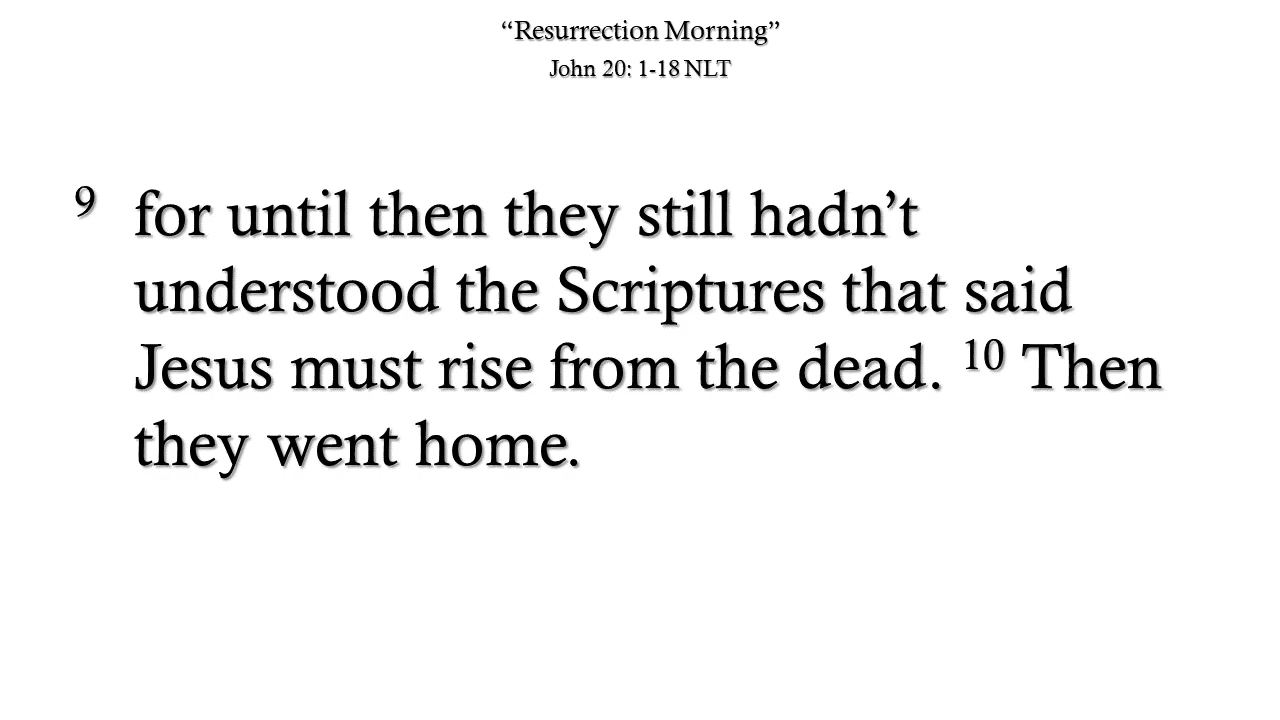 “Resurrection Morning”
John 20: 1-18 NLT
9 for until then they still hadn’t
understood the Scriptures that said
Jesus must rise from the dead. 10 Then
they went home.